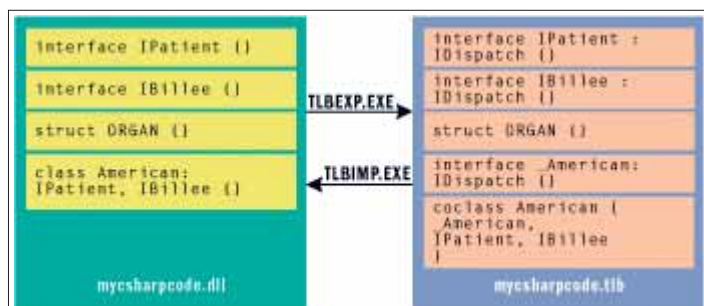 interface IPatient ()
interface IBillee ()
struct ORGAN ()
class American:
IPatient, IBillee ()
mycsharpcode.dll
TLBEXP.EXE
TLBIMP.EXE
interface IPatient :
IDispatch ()
interface IBillee :
IDispatch ()
struct ORGAN ()
interface _American:
IDispatch ()
coclass American (
_American,
IPatient, IBillee
)
mycsharpcode.tlb